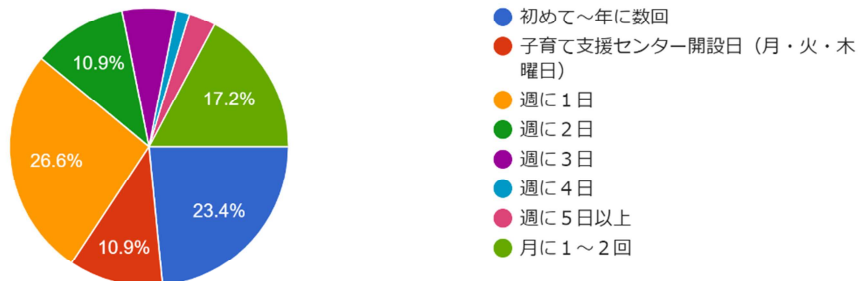 10.9%
17.2%
26.6%
23.4%
10.9%
初めて～年に数回
子育て支援センター開設日（月・火・木
曜日）
週に１日
週に２日
週に３日
週に４日
週に５日以上
月に１～２回